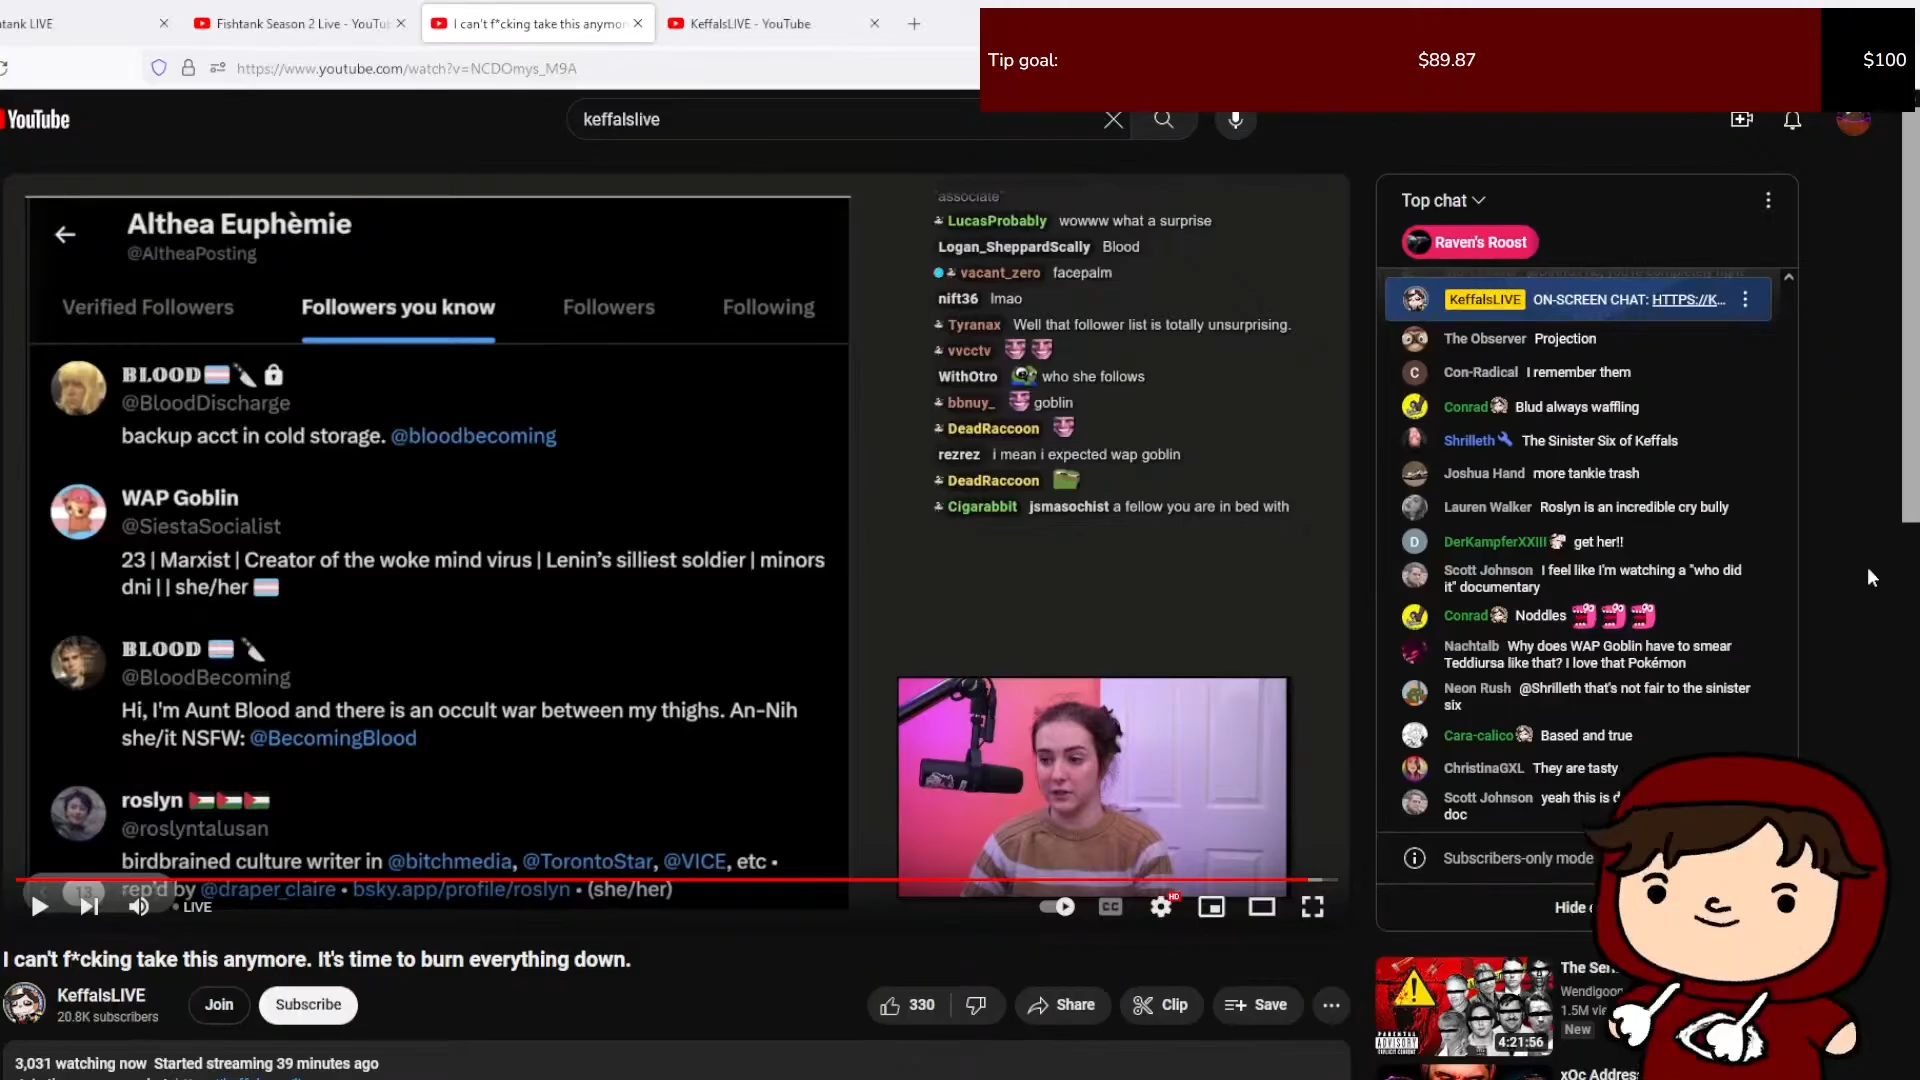 tank LIVE
Fishtank Season 2 Live - YouTu
I can't f*cking take this anymor
KeffalsLIVE - YouTube
https://www.youtube.com/watch?v=NCDOmys_M9A
Tip goal:
$89.87
$100
YouTube
keffalslive
Althea Euphèmie
@AltheaPosting
Verified Followers
Followers you know
Followers
Following
BLOOD
@BloodDischarge
backup acct in cold storage. @bloodbecoming
WAP Goblin
@SiestaSocialist
23 | Marxist | Creator of the woke mind virus | Lenin's silliest soldier | minors
dni | | she/her
BLOOD
@BloodBecoming
Hi, I'm Aunt Blood and there is an occult war between my thighs. An-Nih
she/it NSFW: @BecomingBlood
roslyn
@roslyntalusan
birdbrained culture writer in @bitchmedia, @TorontoStar, @VICE, etc •
rep'd by @draper_claire • bsky.app/profile/roslyn • (she/her)
13
LIVE
"associate"
LucasProbably wowww what a surprise
Logan_SheppardScally Blood
vacant_zero facepalm
nift36 lmao
Tyranax Well that follower list is totally unsurprising.
vvcctv
WithOtro who she follows
bbnuy_ goblin
DeadRaccoon
rezrez i mean i expected wap goblin
DeadRaccoon
Cigarabbit jsmasochist a fellow you are in bed with
CC
HD
Top chat
Raven's Roost
KeffalsLIVE ON-SCREEN CHAT: HTTPS://K...
The Observer Projection
C Con-Radical I remember them
Conrad Blud always waffling
Shrilleth The Sinister Six of Keffals
Joshua Hand more tankie trash
Lauren Walker Roslyn is an incredible cry bully
D DerKampferXXIII get her!!
Scott Johnson I feel like I'm watching a "who did
it" documentary
Conrad Noddles
Nachtalb Why does WAP Goblin have to smear
Teddiursa like that? I love that Pokémon
Neon Rush @Shrilleth that's not fair to the sinister
six
Cara-calico Based and true
ChristinaGXL They are tasty
Scott Johnson yeah this is
doc
Subscribers-only mode
Hide
I can't f*cking take this anymore. It's time to burn everything down.
KeffalsLIVE
20.8K subscribers
Join
Subscribe
330
Share
Clip
Save
3,031 watching now Started streaming 39 minutes ago
PARENTAL
ADVISORY
EXPLICIT CONTENT
4:21:56
The Ser
Wendigoon
1.5M vie
New
xQc Address